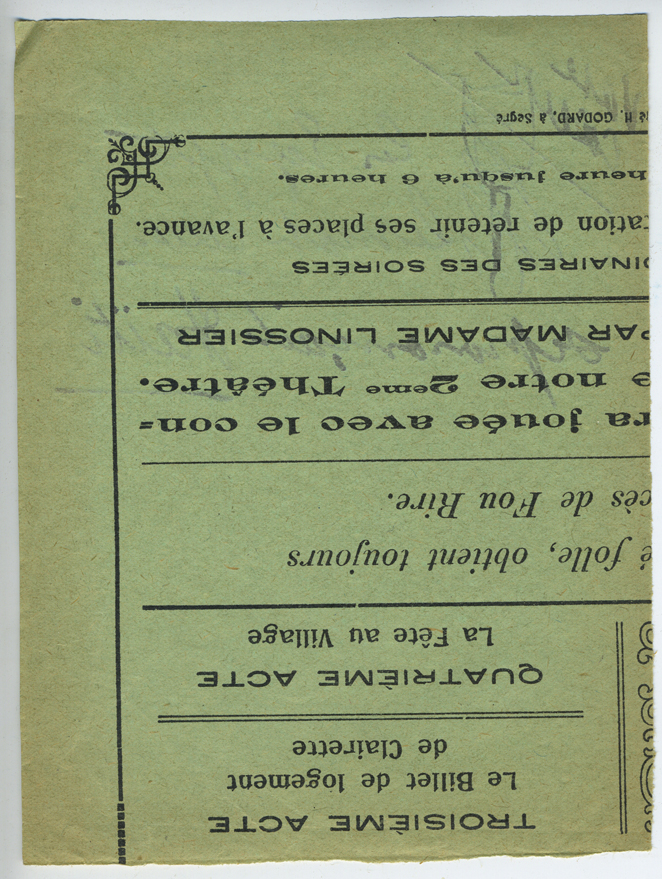 TROISIÈME ACTE
Le Billet de logement
de Clairette
QUATRIÈME ACTE
La Fête au Village
é folle, obtient toujours
cès de Fou Rire.
ra jouée avec le con=
e notre 2eme Théâtre.
PAR MADAME LINOSSIER
DINAIRES DES SOIRÉES
tation de retenir ses places à l'avance.
heure jusqu'à 6 heures.
H. GODARD, à Segré